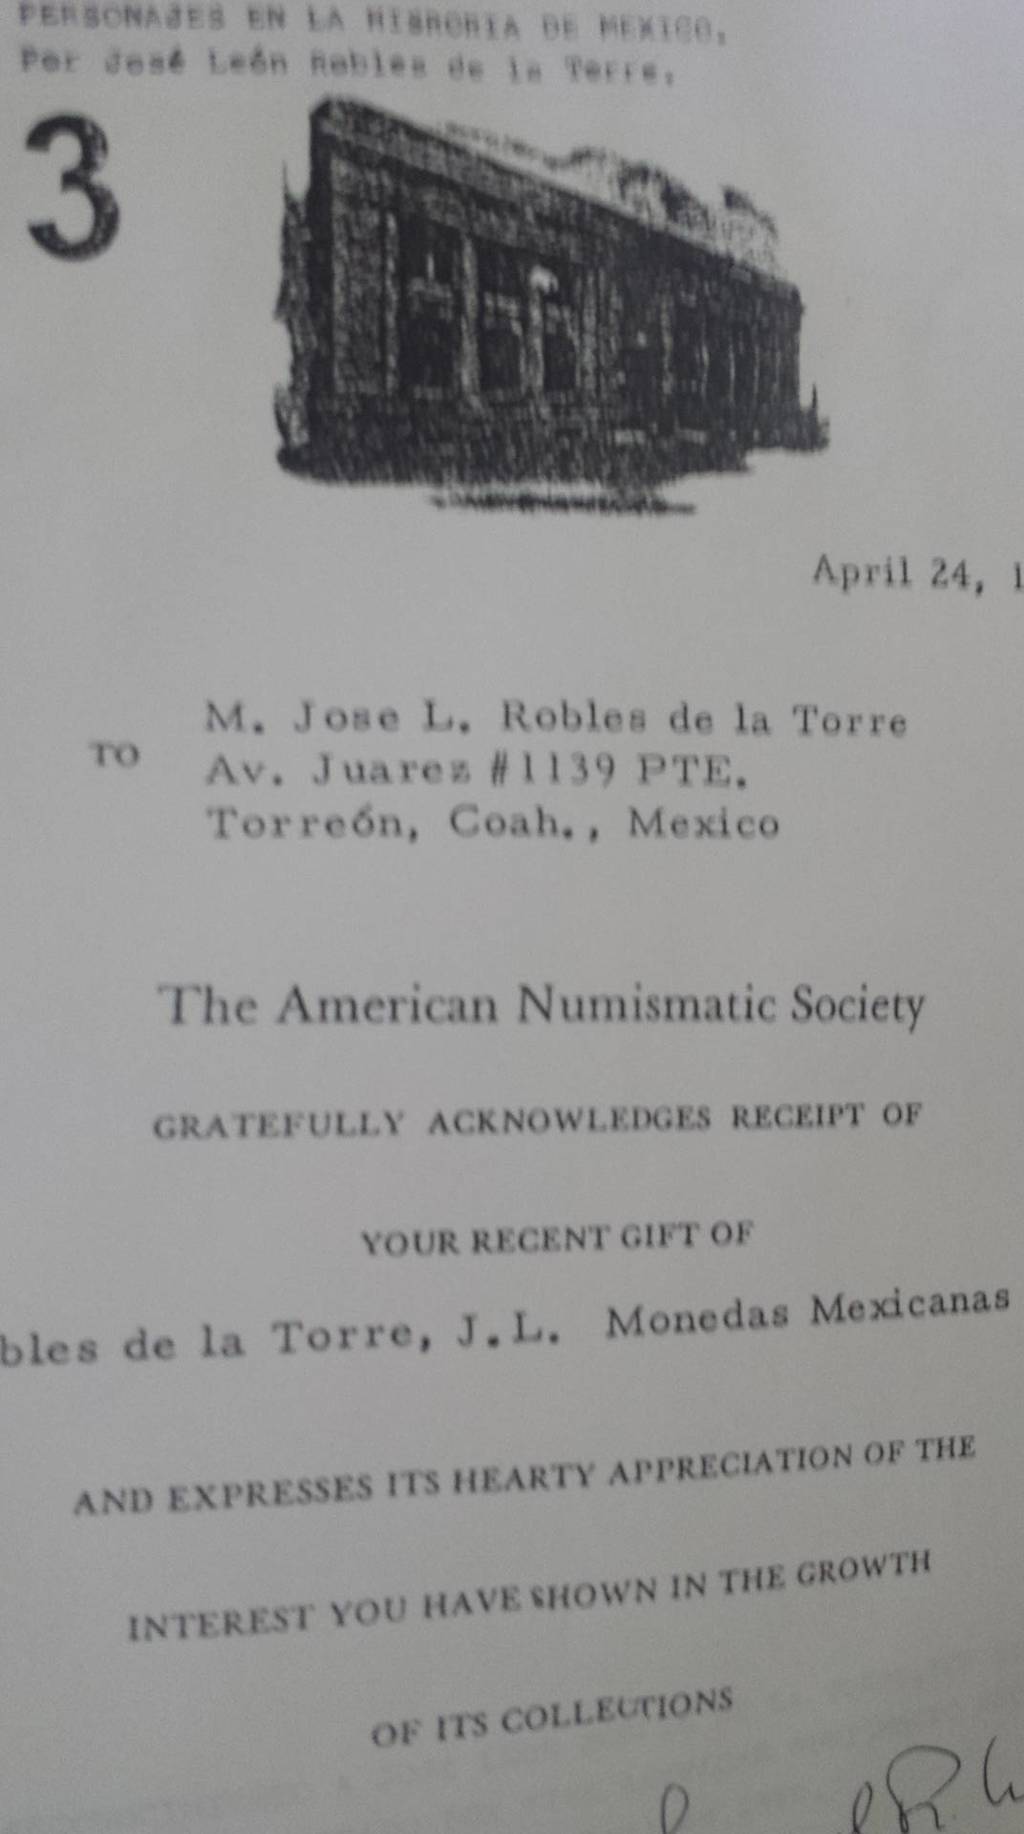 PERSONAJES EN LA HISRORIA DE MEXICO.
Por José León Robles de la Torre.
3
April 24, 1
TO
M. Jose L. Robles de la Torre
Av. Juarez #1139 PTE.
Torreón, Coah., Mexico
The American Numismatic Society
GRATEFULLY ACKNOWLEDGES RECEIPT OF
YOUR RECENT GIFT OF
bles de la Torre, J.L. Monedas Mexicanas
AND EXPRESSES ITS HEARTY APPRECIATION OF THE
INTEREST YOU HAVE SHOWN IN THE GROWTH
OF ITS COLLECTIONS